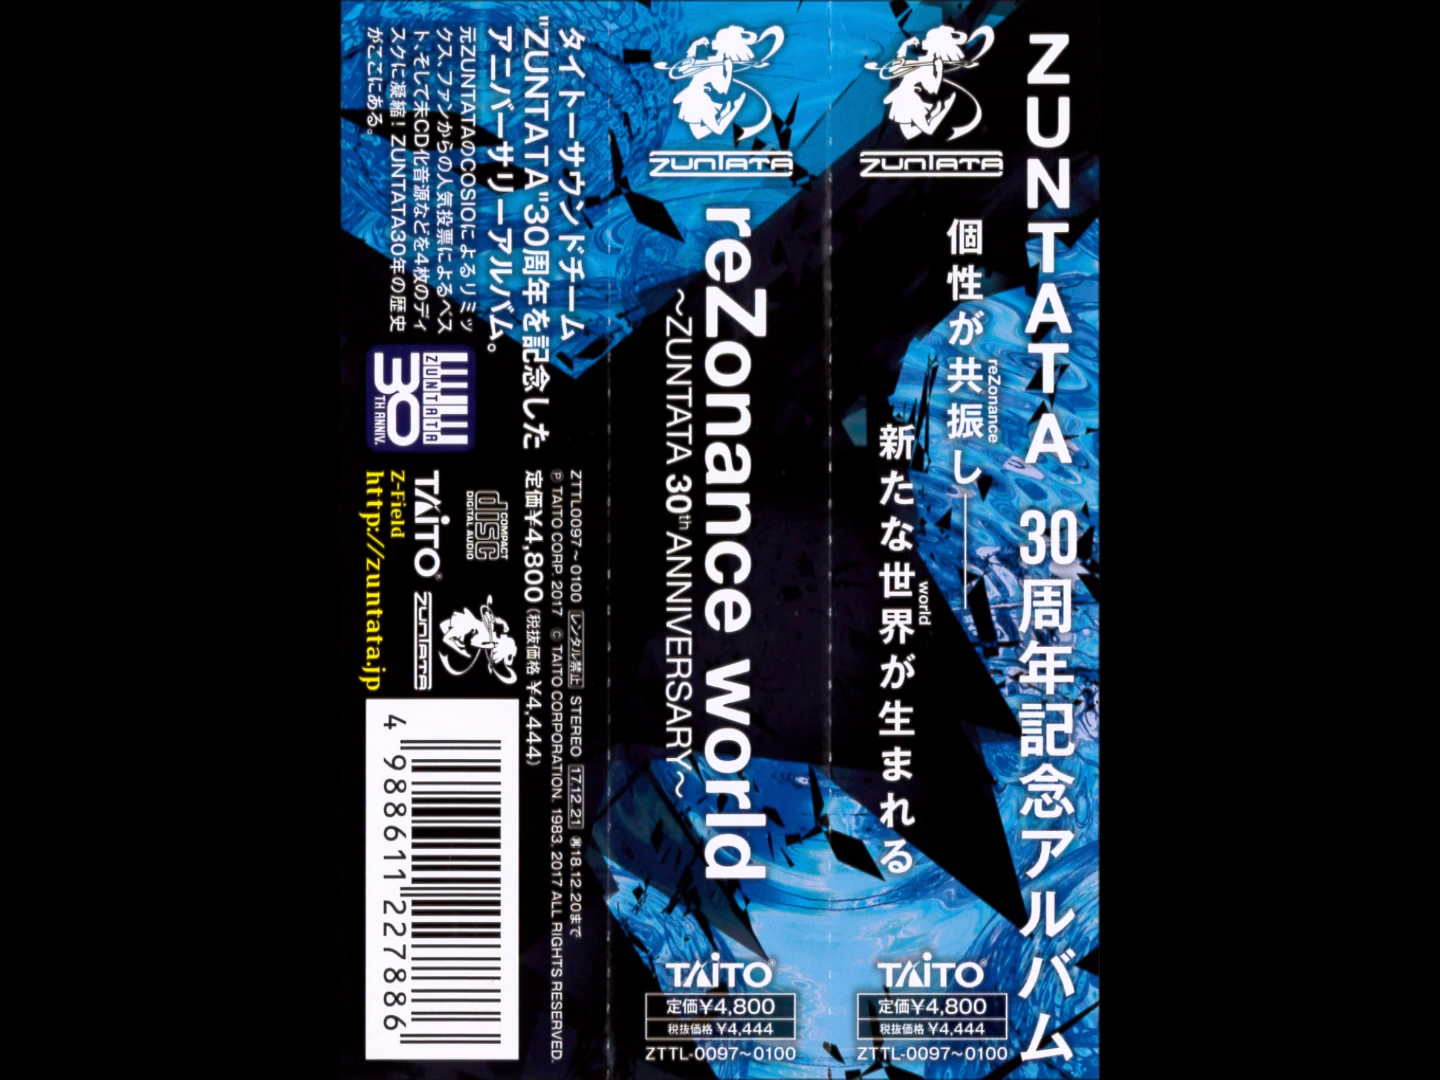 ZUNTATA 30周年記念アルバム
ZUNTATA
reZonance
個性が共振し――
world
新たな世界が生まれる
TAITO®
定価¥4,800
税抜価格 ¥4,444
ZTTL-0097~0100
ZUNTATA
reZonance world
~ZUNTATA 30th ANNIVERSARY~
TAITO®
定価¥4,800
税抜価格 ¥4,444
ZTTL-0097~0100
タイトーサウンドチーム
"ZUNTATA"30周年を記念した
アニバーサリーアルバム。
元ZUNTATAのCOSIOによるリミッ
クス、ファンからの人気投票によるベス
ト、そして未CD化音源などを4枚のディ
スクに凝縮！ZUNTATA30年の歴史
がここにある。
ZUNTATA
30
TH ANNIV.
ZTTL0097~0100 レンタル禁止 STEREO 17.12.21 再18.12.20まで
Ⓟ TAITO CORP. 2017 Ⓒ TAITO CORPORATION. 1983, 2017 ALL RIGHTS RESERVED.
定価¥4,800(税抜価格 ¥4,444)
COMPACT
disc
DIGITAL AUDIO
TAITO®
ZUNTATA
Z-Field
http://zuntata.jp
4 988611 227886